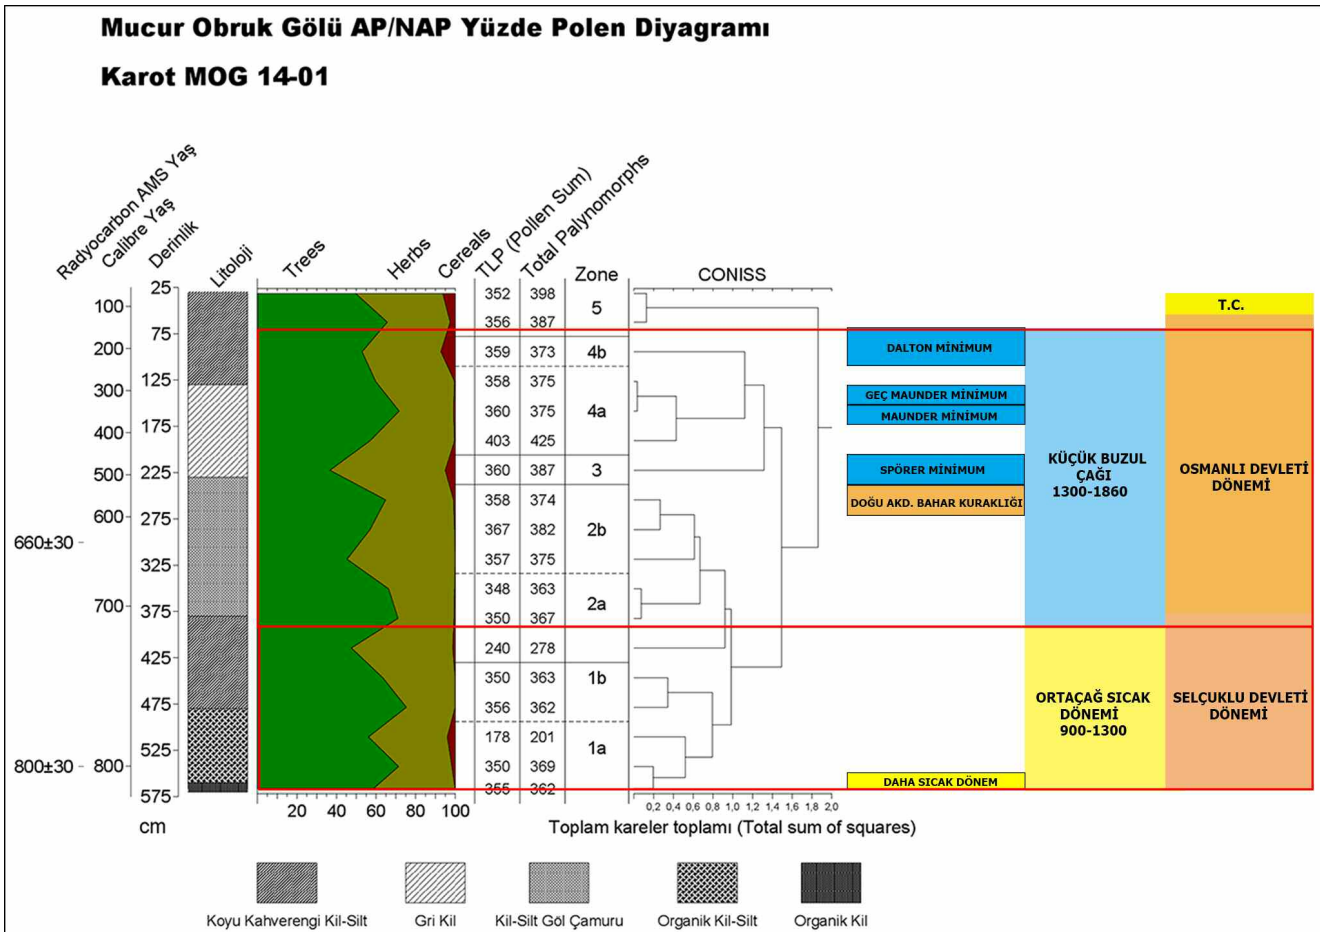 Mucur Obruk Gölü AP/NAP Yüzde Polen Diyagramı
Karot MOG 14-01
Radyocarbon AMS Yaş
Calibre Yaş
Derinlik
Litoloji
Trees
Herbs
Cereals
TLP (Pollen Sum)
Total Palynomorphs
Zone
CONISS
25
352 398
5
T.C.
100
75
356 387
200
359 373
4b
DALTON MİNİMUM
125
358 375
300
GEÇ MAUNDER MİNİMUM
360 375
4a
MAUNDER MİNİMUM
175
400
403 425
225
500
360 387
3
SPÖRER MİNİMUM
KÜÇÜK BUZUL
ÇAĞI
1300-1860
OSMANLI DEVLETİ
DÖNEMİ
358 374
DOĞU AKD. BAHAR KURAKLIĞI
600
275
367 382
2b
660±30
357 375
325
348 363
2a
700
375
350 367
240 278
425
350 363
1b
475
356 362
ORTAÇAĞ SICAK
DÖNEMİ
900-1300
SELÇUKLU DEVLETİ
DÖNEMİ
178 201
1a
525
800±30
800
350 369
355 362
DAHA SICAK DÖNEM
575
cm
20 40 60 80 100
0,2 0,4 0,6 0,8 1,0 1,2 1,4 1,6 1,8 2,0
Toplam kareler toplamı (Total sum of squares)
Koyu Kahverengi Kil-Silt
Gri Kil
Kil-Silt Göl Çamuru
Organik Kil-Silt
Organik Kil